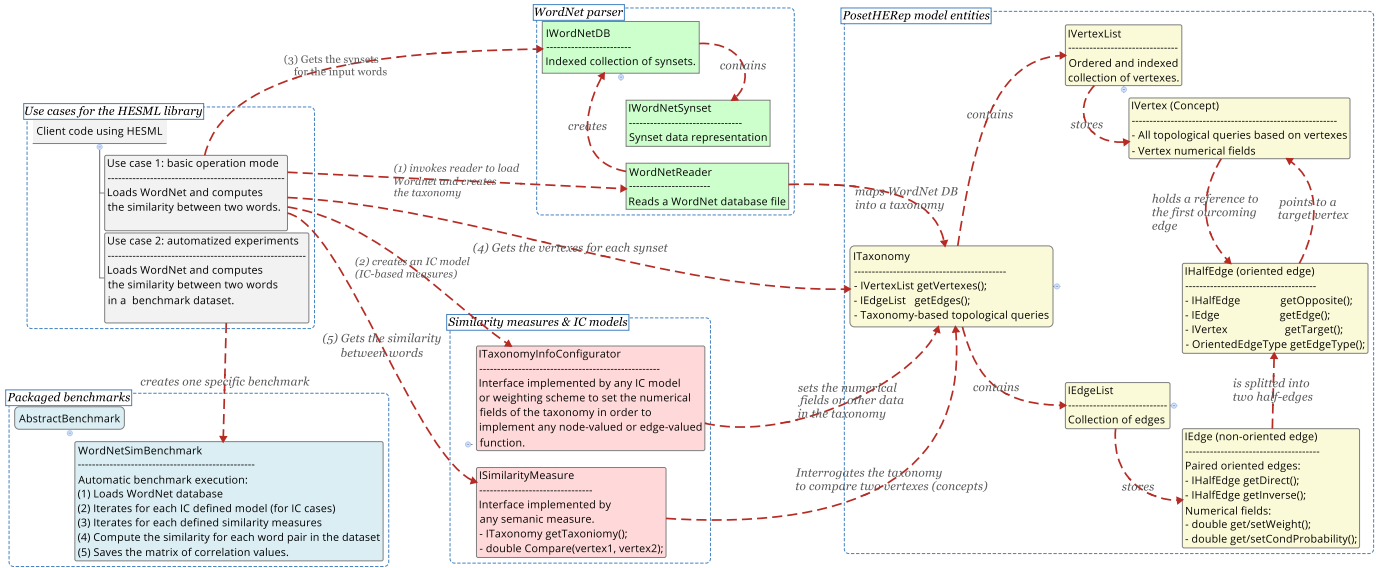 WordNet parser
IWordNetDB
Indexed collection of synsets.
contains
IWordNetSynset
Synset data representation
creates
WordNetReader
Reads a WordNet database file
(3) Gets the synsets
for the input words
Use cases for the HESML library
Client code using HESML
Use case 1: basic operation mode
Loads WordNet and computes
the similarity between two words.
Use case 2: automatized experiments
Loads WordNet and computes
the similarity between two words
in a benchmark dataset.
(1) invokes reader to load
Wordnet and creates
the taxonomy
(4) Gets the vertexes for each synset
(2) creates an IC model
(IC-based measures)
(5) Gets the similarity
between words
creates one specific benchmark
Packaged benchmarks
AbstractBenchmark
WordNetSimBenchmark
Automatic benchmark execution:
(1) Loads WordNet database
(2) Iterates for each IC defined model (for IC cases)
(3) Iterates for each defined similarity measures
(4) Compute the similarity for each word pair in the dataset
(5) Saves the matrix of correlation values.
Similarity measures & IC models
ITaxonomyInfoConfigurator
Interface implemented by any IC model
or weighting scheme to set the numerical
fields of the taxonomy in order to
implement any node-valued or edge-valued
function.
ISimilarityMeasure
Interface implemented by
any semanic measure.
- ITaxonomy getTaxoniomy();
- double Compare(vertex1, vertex2);
PosetHERep model entities
IVertexList
Ordered and indexed
collection of vertexes.
contains
stores
IVertex (Concept)
- All topological queries based on vertexes
- Vertex numerical fields
maps WordNet DB
into a taxonomy
holds a reference to
the first ourcoming
edge
points to a
target vertex
ITaxonomy
- IVertexList getVertexes();
- IEdgeList getEdges();
- Taxonomy-based topological queries
IHalfEdge (oriented edge)
- IHalfEdge getOpposite();
- IEdge getEdge();
- IVertex getTarget();
- OrientedEdgeType getEdgeType();
sets the numerical
fields or other data
in the taxonomy
contains
IEdgeList
Collection of edges
is splitted into
two half-edges
Interrogates the taxonomy
to compare two vertexes (concepts)
stores
IEdge (non-oriented edge)
Paired oriented edges:
- IHalfEdge getDirect();
- IHalfEdge getInverse();
Numerical fields:
- double get/setWeight();
- double get/setCondProbability();